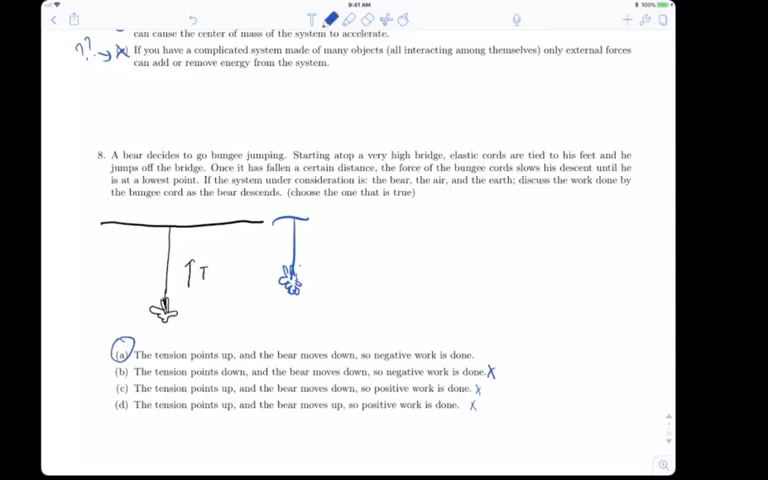 9:41 AM
100%
can cause the center of mass of the system to accelerate.
??→x) If you have a complicated system made of many objects (all interacting among themselves) only external forces
can add or remove energy from the system.
8. A bear decides to go bungee jumping. Starting atop a very high bridge, elastic cords are tied to his feet and he
jumps off the bridge. Once it has fallen a certain distance, the force of the bungee cords slows his descent until he
is at a lowest point. If the system under consideration is: the bear, the air, and the earth; discuss the work done by
the bungee cord as the bear descends. (choose the one that is true)
↑T
(a) The tension points up, and the bear moves down, so negative work is done.
(b) The tension points down, and the bear moves down, so negative work is done. x
(c) The tension points up, and the bear moves down, so positive work is done. x
(d) The tension points up, and the bear moves up, so positive work is done. x